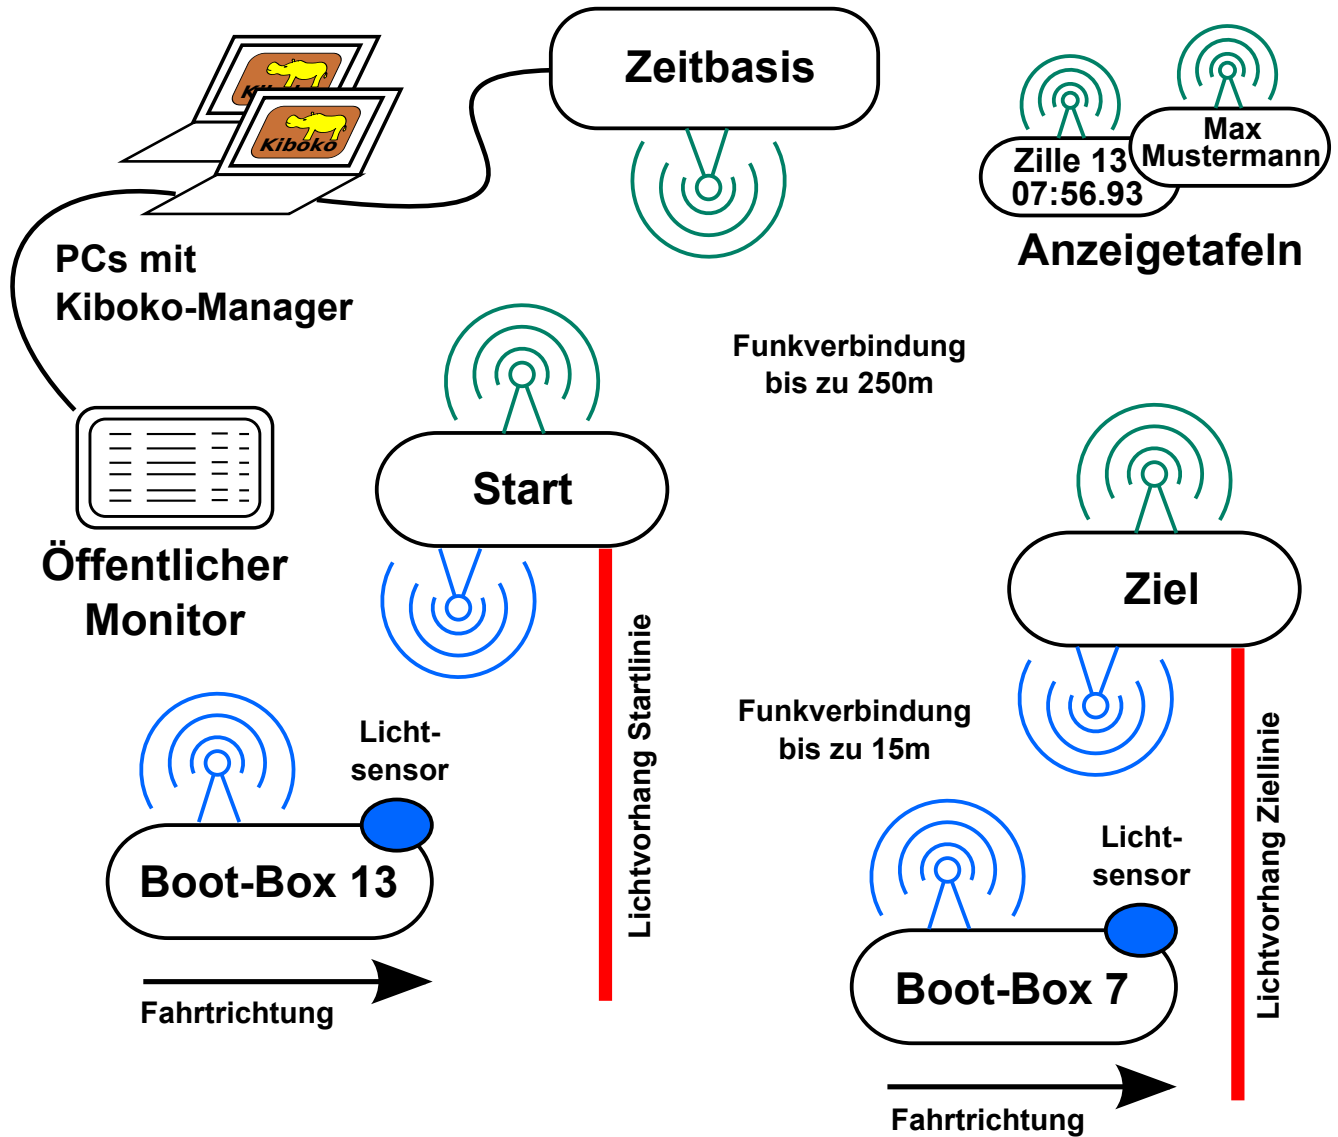 Zeitbasis
Kiboko
PCs mit
Kiboko-Manager
Max
Mustermann
Zille 13
07:56.93
Anzeigetafeln
Funkverbindung
bis zu 250m
Start
Öffentlicher
Monitor
Ziel
Lichtvorhang Startlinie
Funkverbindung
bis zu 15m
Lichtvorhang Ziellinie
Licht-
sensor
Boot-Box 13
Fahrtrichtung
Licht-
sensor
Boot-Box 7
Fahrtrichtung